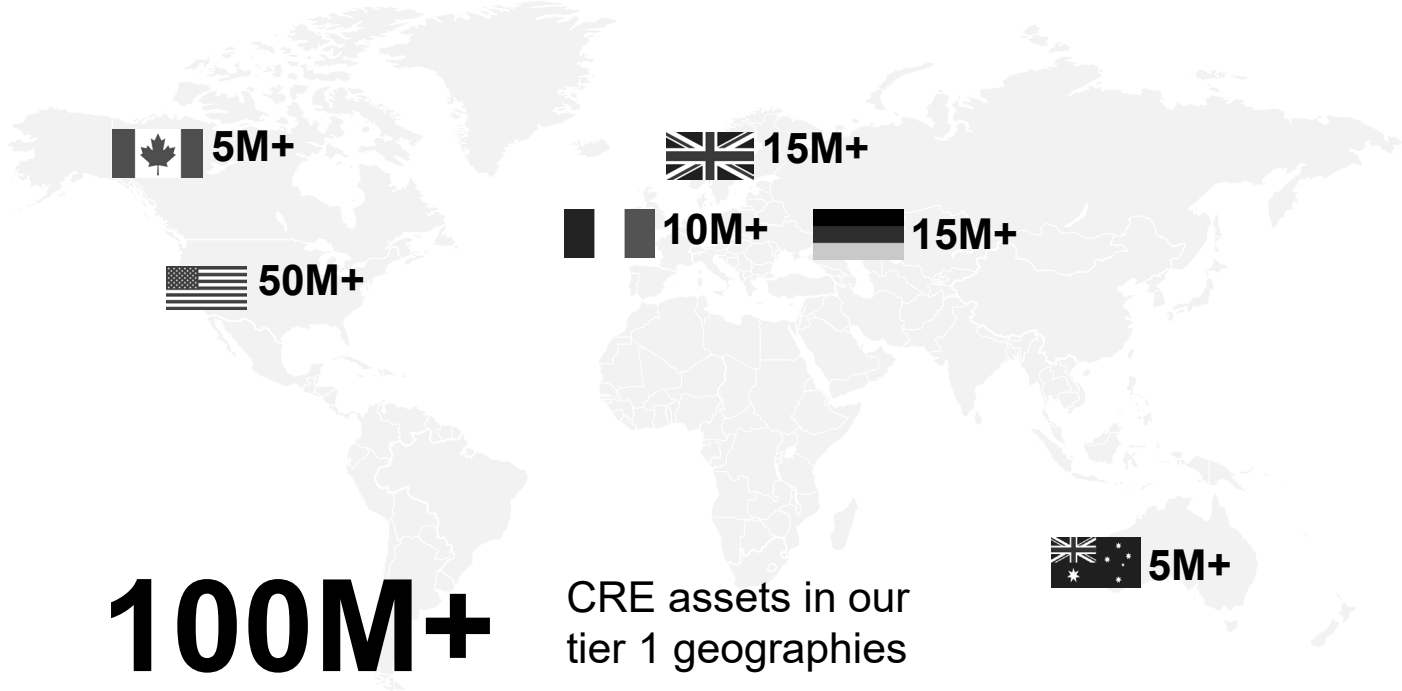 5M+
15M+
10M+
15M+
50M+
5M+
100M+
CRE assets in our
tier 1 geographies